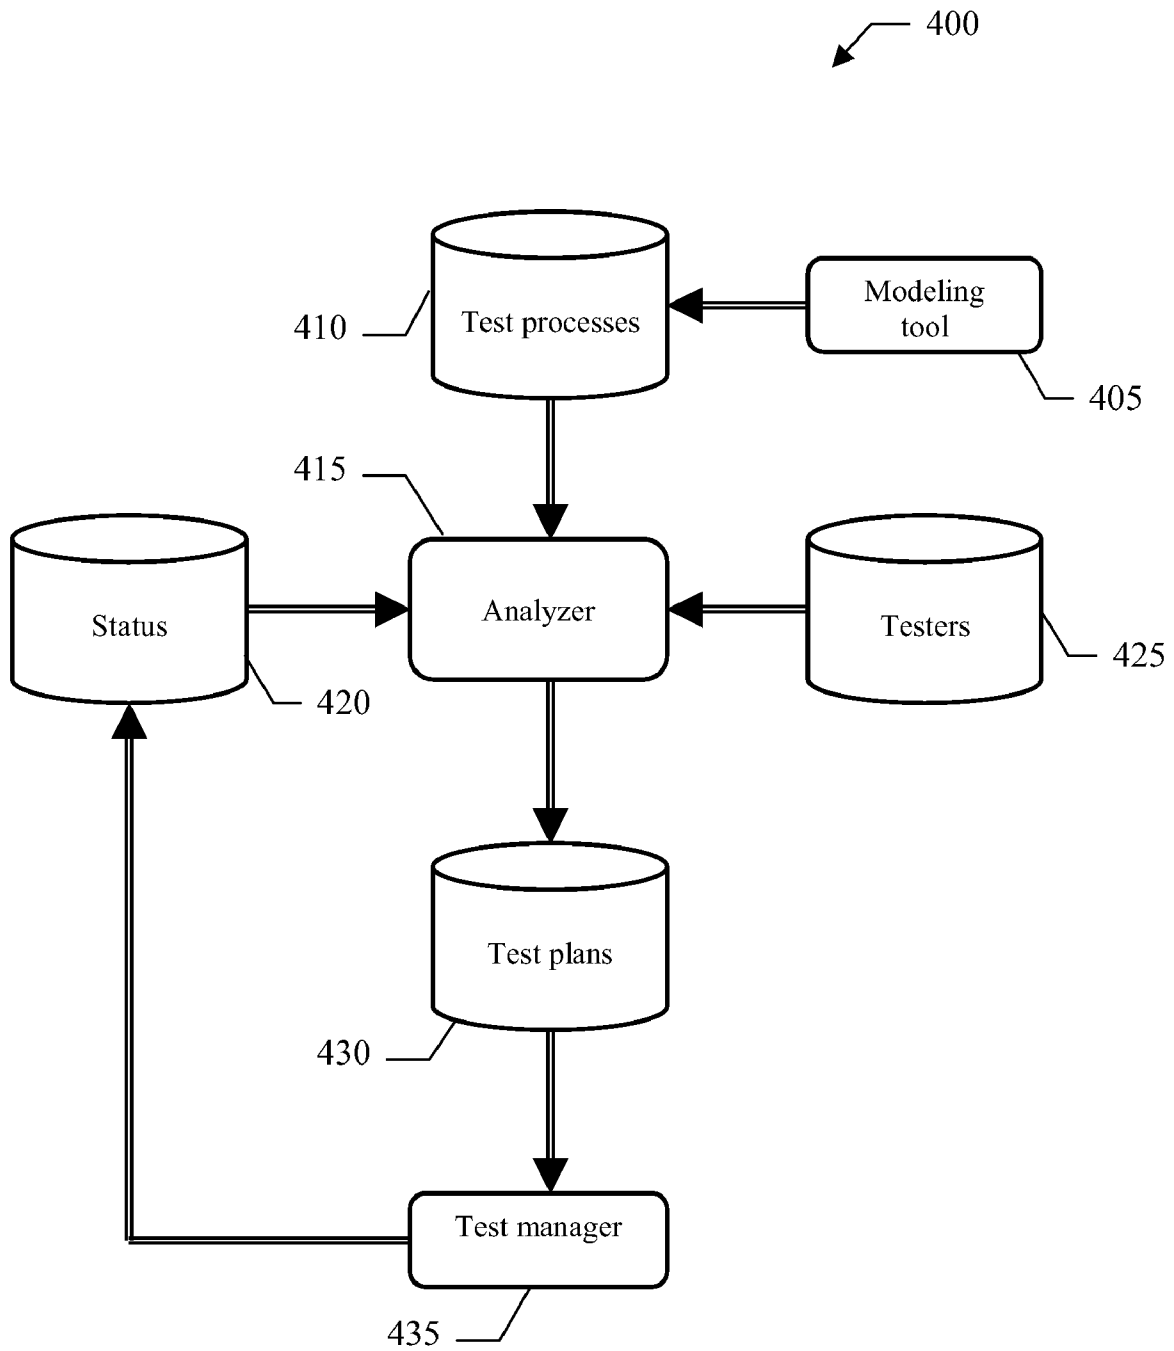 400
Modeling
tool
410
Test processes
405
415
Status
Analyzer
Testers
420
425
Test plans
430
Test manager
435